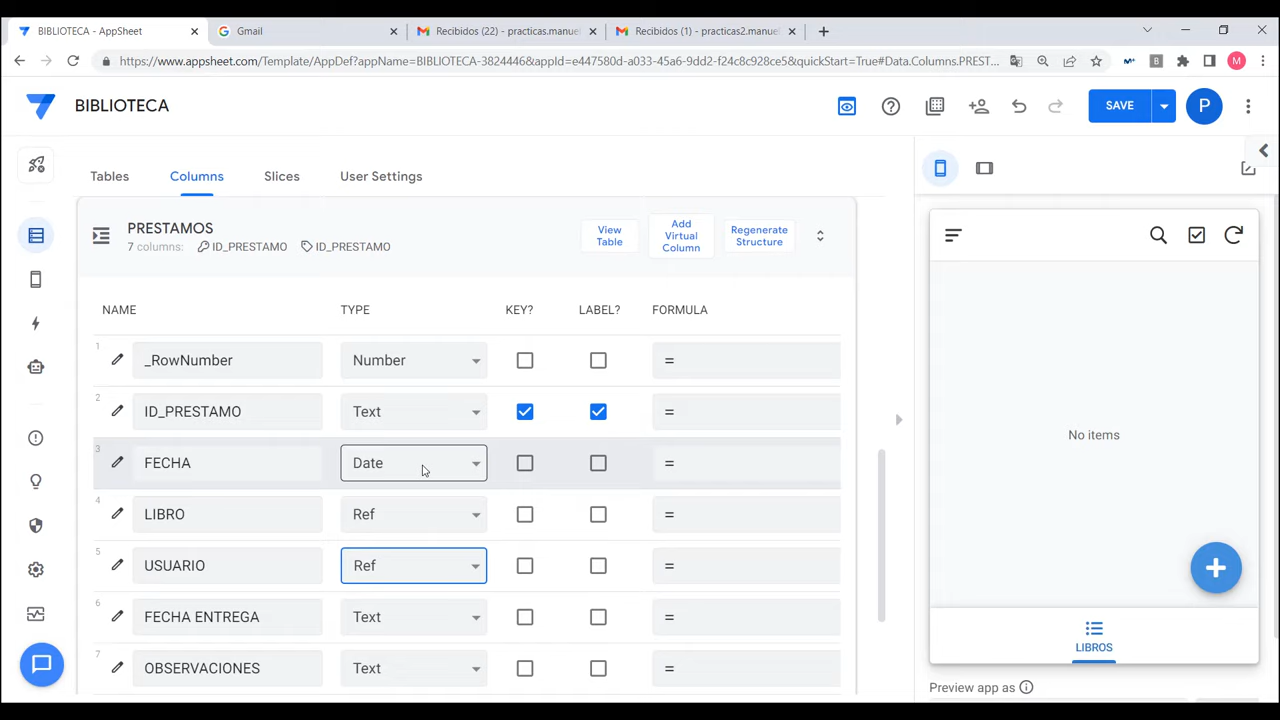 BIBLIOTECA - AppSheet
Gmail
Recibidos (22) - practicas.manue
Recibidos (1) - practicas2.manue
https://www.appsheet.com/Template/AppDef?appName=BIBLIOTECA-3824446&appId=e447580d-a033-45a6-9dd2-f24c8c928ce5&quickStart=True#Data.Columns.PREST...
M
BIBLIOTECA
SAVE
P
Tables
Columns
Slices
User Settings
PRESTAMOS
7 columns: ID_PRESTAMO ID_PRESTAMO
View
Table
Add
Virtual
Column
Regenerate
Structure
NAME TYPE KEY? LABEL? FORMULA
1 _RowNumber Number =
2 ID_PRESTAMO Text =
3 FECHA Date =
4 LIBRO Ref =
5 USUARIO Ref =
6 FECHA ENTREGA Text =
7 OBSERVACIONES Text =
No items
LIBROS
Preview app as